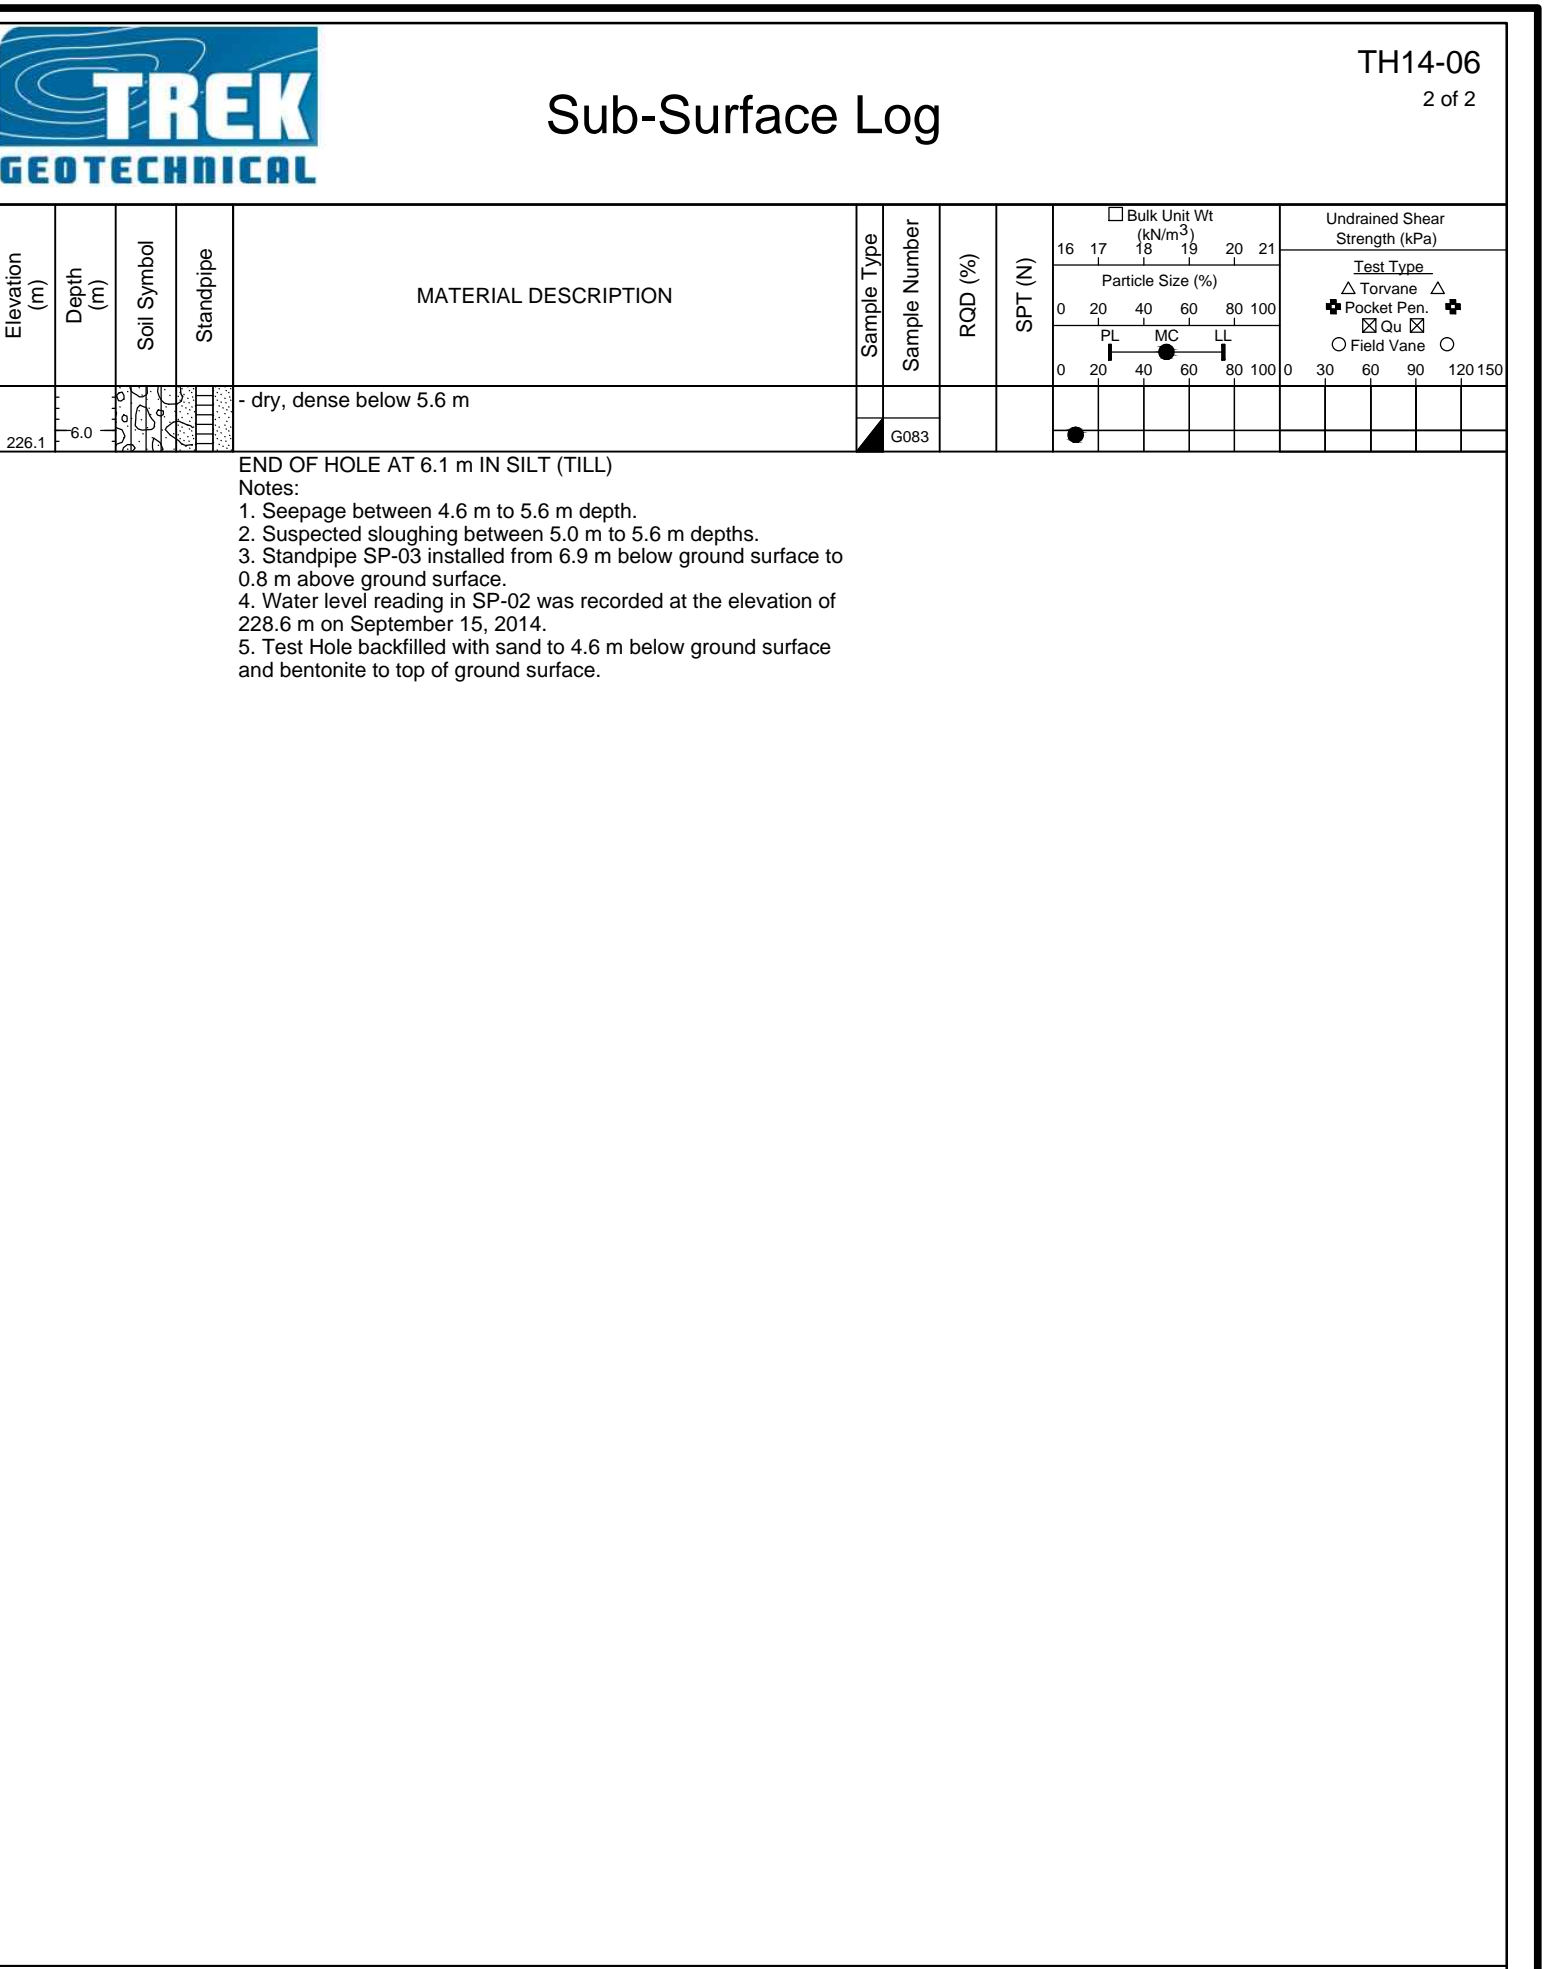 TREK
GEOTECHNICAL
Sub-Surface Log
TH14-06
2 of 2
Elevation
(m)
Depth
(m)
Soil Symbol
Standpipe
MATERIAL DESCRIPTION
Sample Type
Sample Number
RQD (%)
SPT (N)
Bulk Unit Wt
(kN/m3)
16 17 18 19 20 21
Particle Size (%)
0 20 40 60 80 100
PL MC LL
0 20 40 60 80 100
Undrained Shear
Strength (kPa)
Test Type
Torvane
Pocket Pen.
Qu
Field Vane
0 30 60 90 120 150
- dry, dense below 5.6 m
226.1
6.0
G083
END OF HOLE AT 6.1 m IN SILT (TILL)
Notes:
1. Seepage between 4.6 m to 5.6 m depth.
2. Suspected sloughing between 5.0 m to 5.6 m depths.
3. Standpipe SP-03 installed from 6.9 m below ground surface to
0.8 m above ground surface.
4. Water level reading in SP-02 was recorded at the elevation of
228.6 m on September 15, 2014.
5. Test Hole backfilled with sand to 4.6 m below ground surface
and bentonite to top of ground surface.